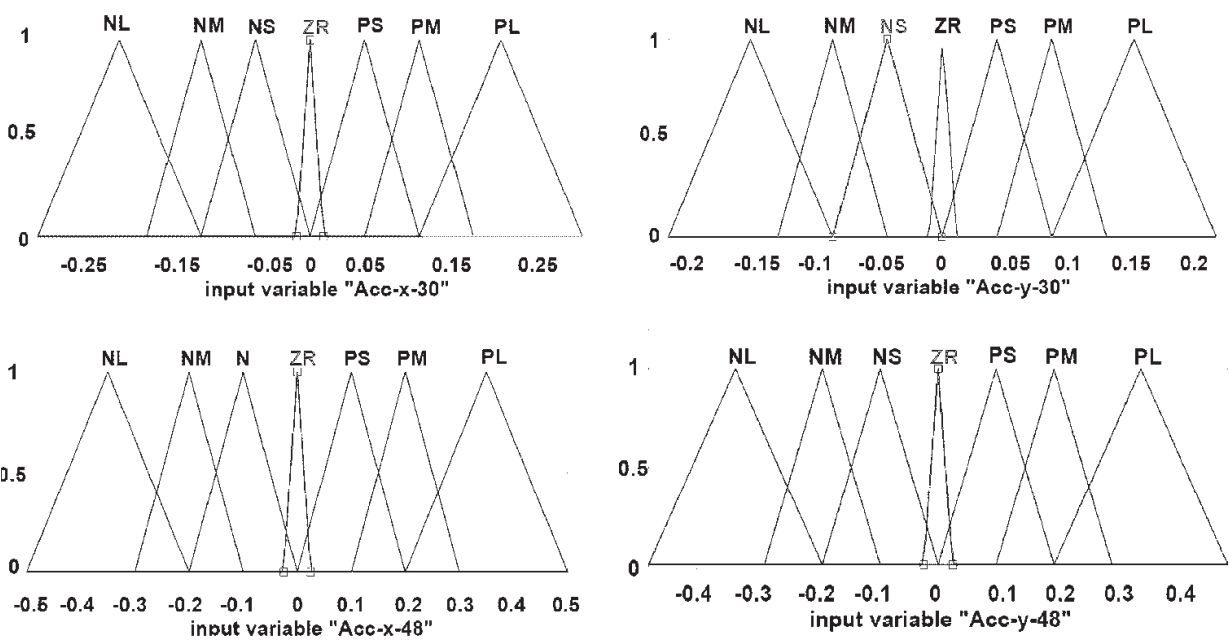 NL NM NS ZR PS PM PL
1
0.5
0
-0.25 -0.15 -0.05 0 0.05 0.15 0.25
input variable "Acc-x-30"
NL NM NS ZR PS PM PL
1
0.5
0
-0.2 -0.15 -0.1 -0.05 0 0.05 0.1 0.15 0.2
input variable "Acc-y-30"
NL NM N ZR PS PM PL
1
0.5
0
-0.5 -0.4 -0.3 -0.2 -0.1 0 0.1 0.2 0.3 0.4 0.5
input variable "Acc-x-48"
NL NM NS ZR PS PM PL
1
0.5
0
-0.4 -0.3 -0.2 -0.1 0 0.1 0.2 0.3 0.4
input variable "Acc-y-48"